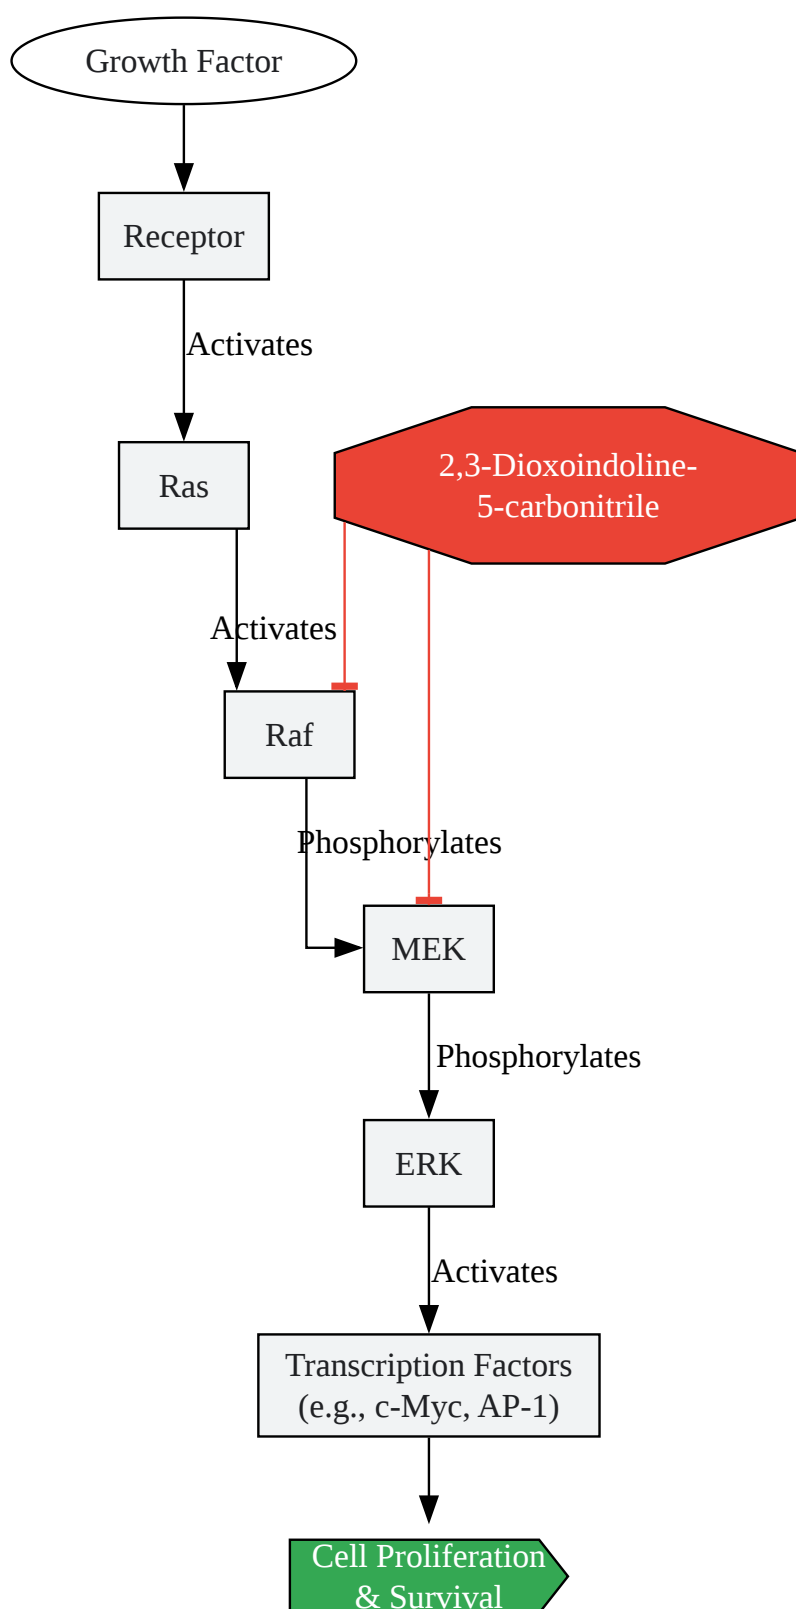 Growth Factor
Receptor
Activates
Ras
2,3-Dioxoindoline-
5-carbonitrile
Activates
Raf
Phosphorylates
MEK
Phosphorylates
ERK
Activates
Transcription Factors
(e.g., c-Myc, AP-1)
Cell Proliferation
& Survival